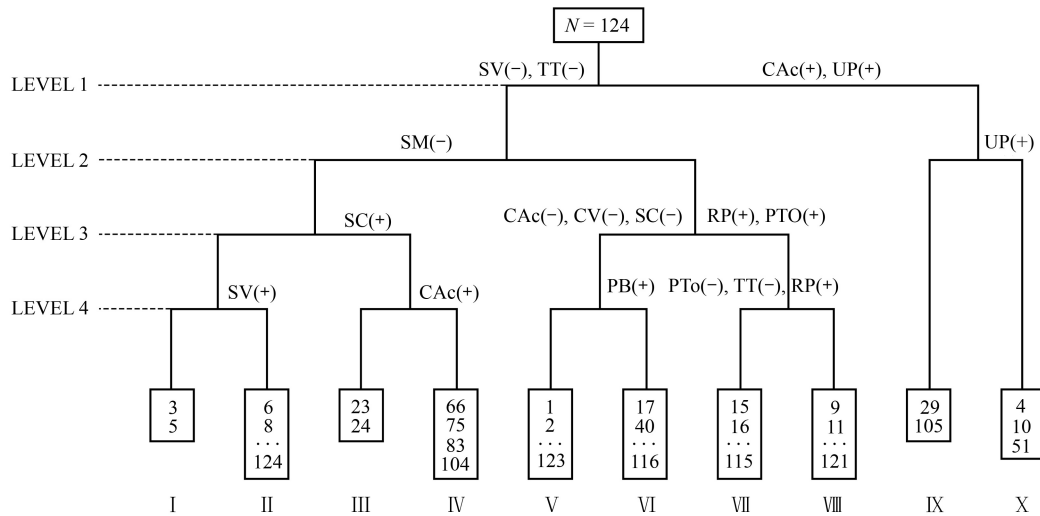 N = 124
SV(−), TT(−) CAc(+), UP(+)
LEVEL 1
SM(−) UP(+)
LEVEL 2
CAc(−), CV(−), SC(−) RP(+), PTO(+)
SC(+)
LEVEL 3
SV(+) CAc(+) PB(+) PTo(−), TT(−), RP(+)
LEVEL 4
3 6 23 66 1 17 15 9 29 4
5 8 24 75 2 40 16 11 105 10
··· 83 ··· ··· ··· ··· 51
124 104 123 116 115 121
Ⅰ Ⅱ Ⅲ Ⅳ Ⅴ Ⅵ Ⅶ Ⅷ Ⅸ Ⅹ